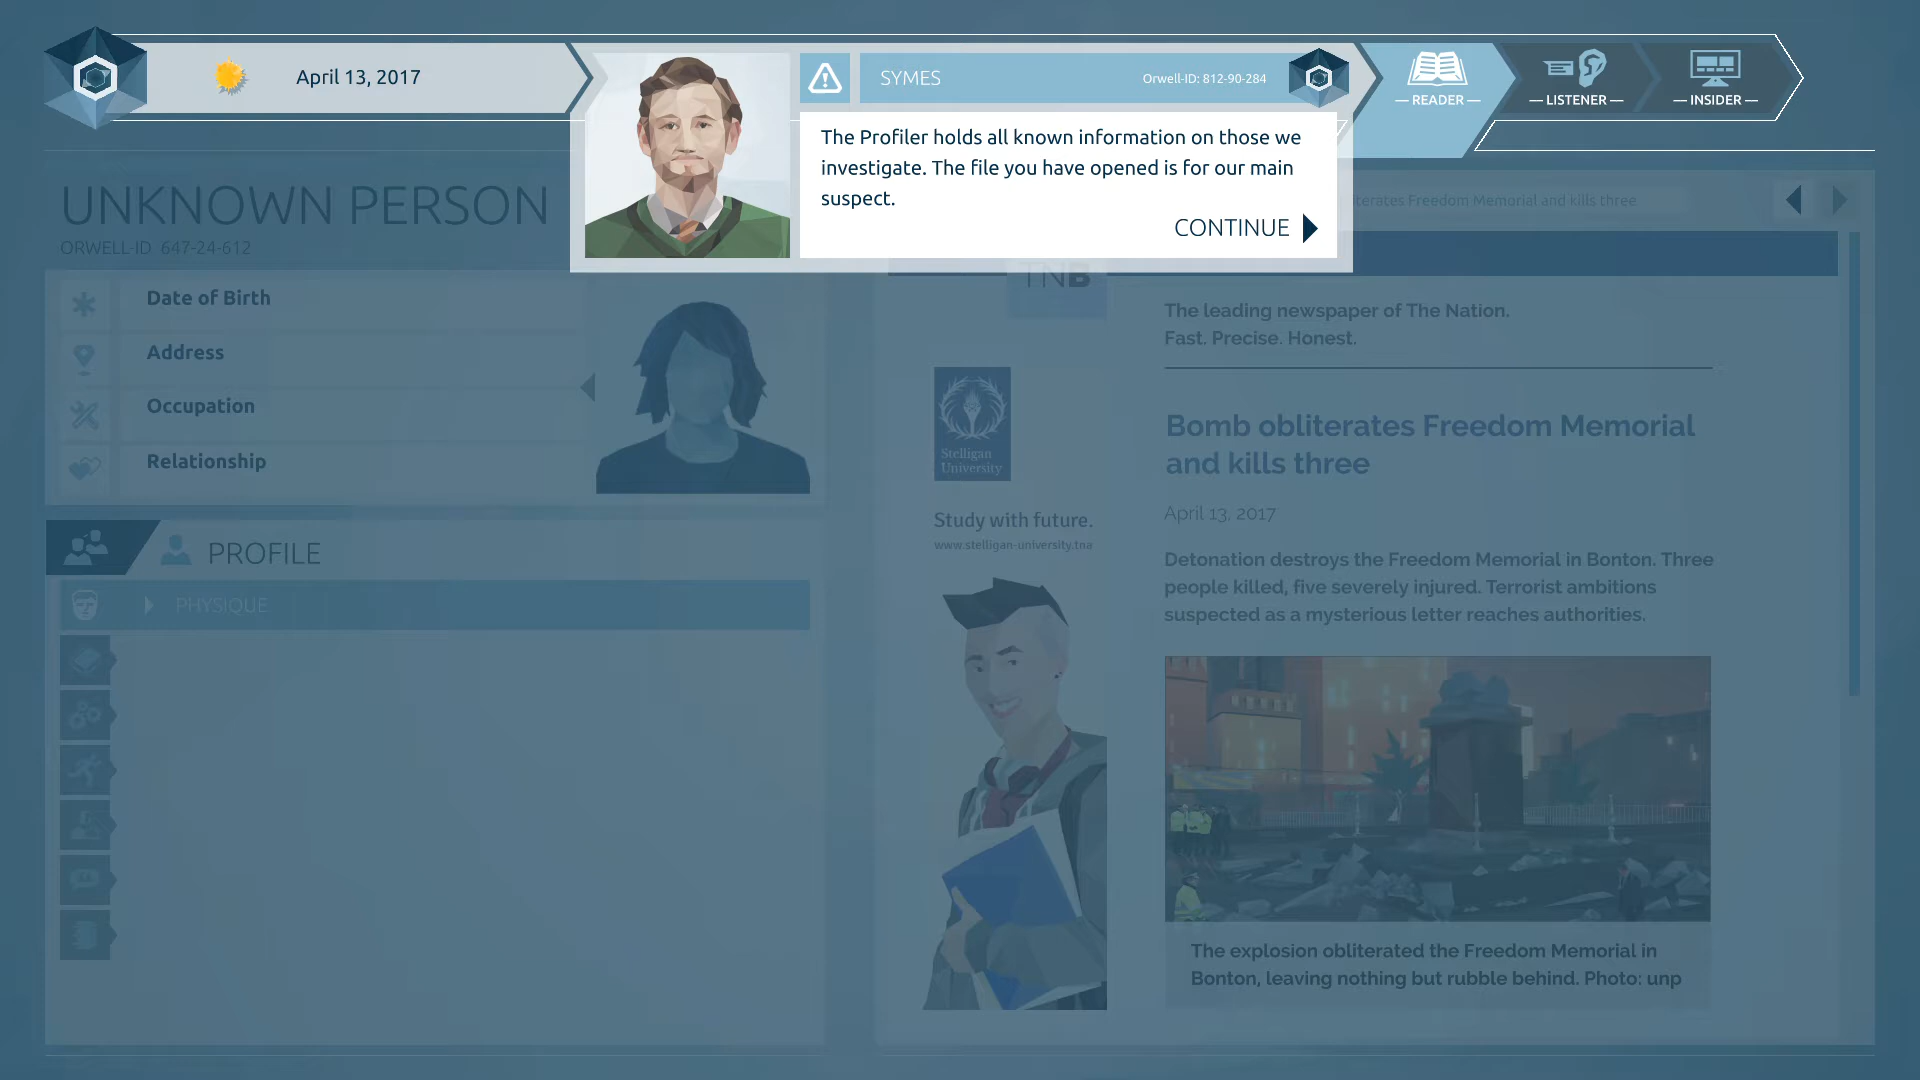 April 13, 2017
SYMES
Orwell-ID: 812-90-284
The Profiler holds all known information on those we
investigate. The file you have opened is for our main
suspect.
CONTINUE
READER
LISTENER
INSIDER
UNKNOWN PERSON
ORWELL-ID 647-24-612
Date of Birth
Address
Occupation
Relationship
PROFILE
PHYSIQUE
iterates Freedom Memorial and kills three
TNB
The leading newspaper of The Nation.
Fast. Precise. Honest.
Stelligan
University
Study with future.
www.stelligan-university.tna
Bomb obliterates Freedom Memorial
and kills three
April 13, 2017
Detonation destroys the Freedom Memorial in Bonton. Three
people killed, five severely injured. Terrorist ambitions
suspected as a mysterious letter reaches authorities.
The explosion obliterated the Freedom Memorial in
Bonton, leaving nothing but rubble behind. Photo: unp